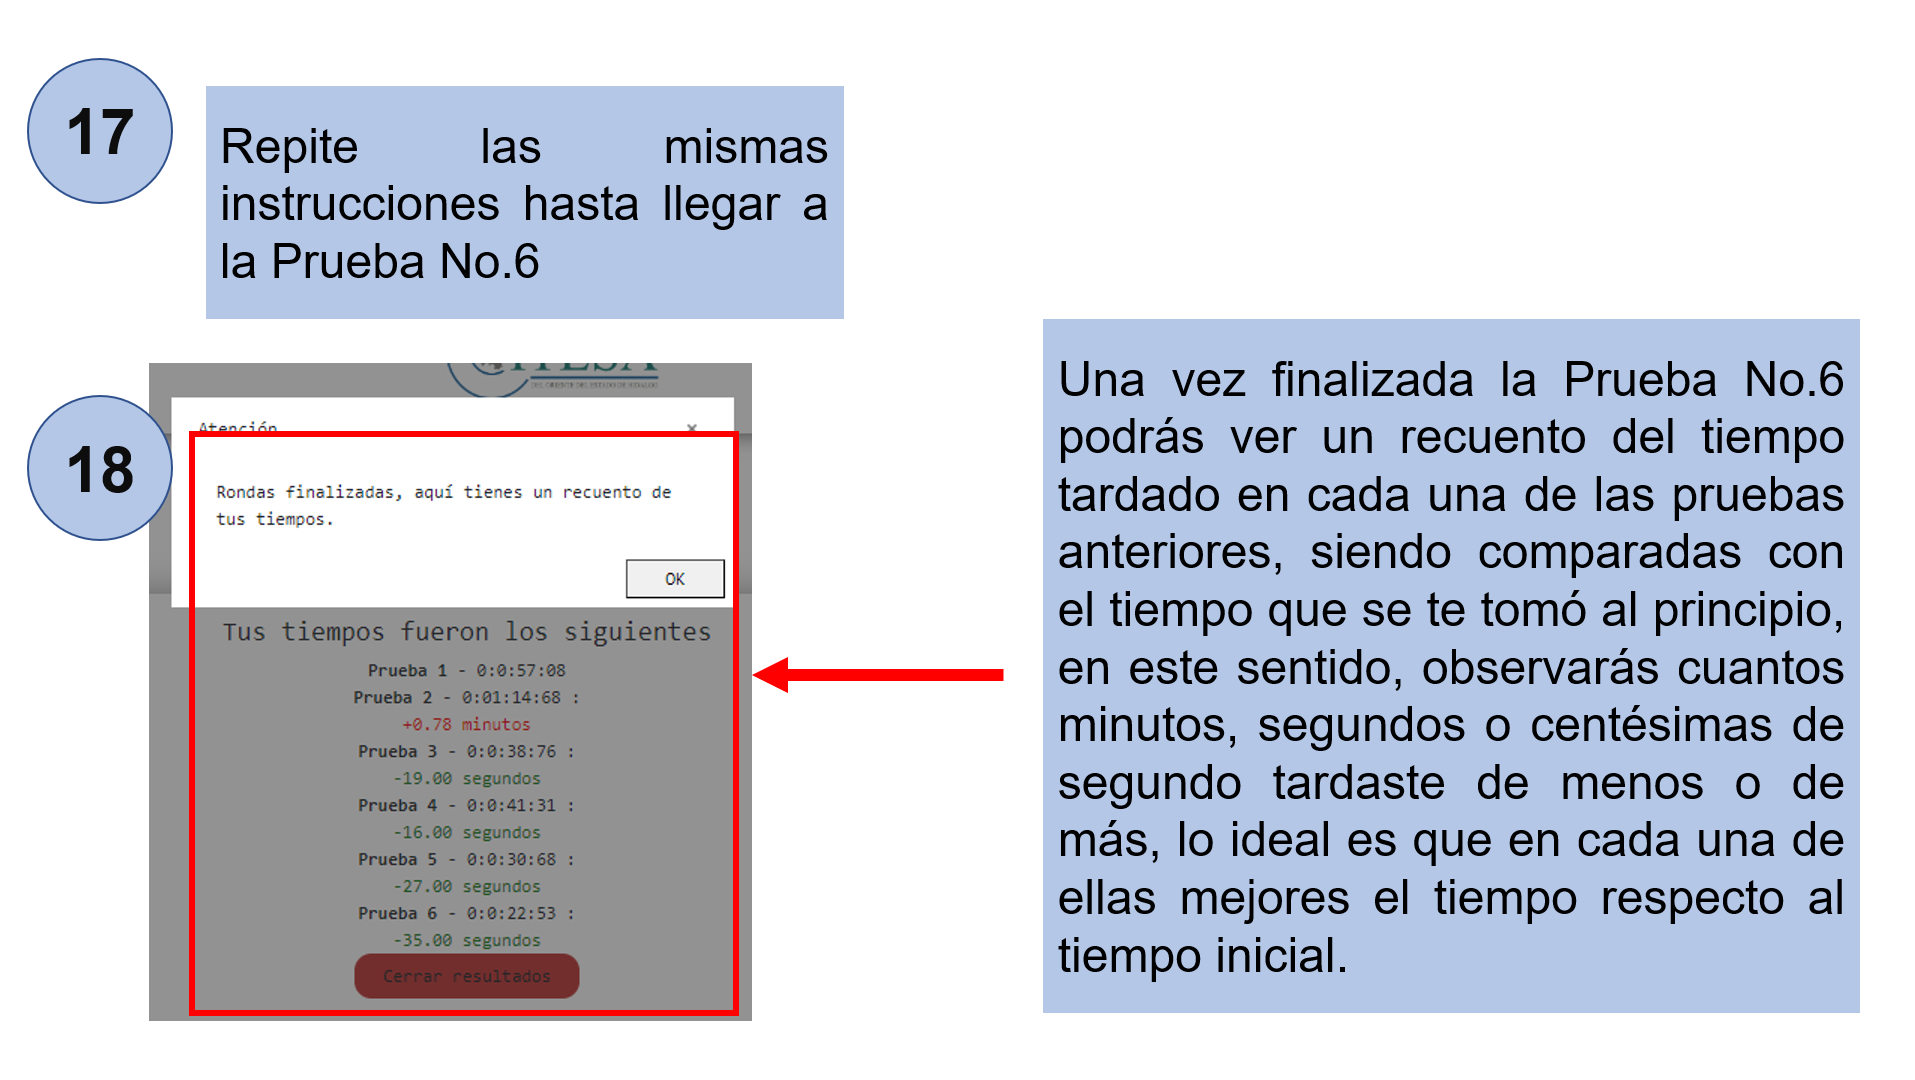 17
Repite las mismas
instrucciones hasta llegar a
la Prueba No.6
18
ITESA
DEL ORIENTE DEL ESTADO DE HIDALGO
Atención
×
Rondas finalizadas, aquí tienes un recuento de
tus tiempos.
OK
Tus tiempos fueron los siguientes
Prueba 1 - 0:0:57:08
Prueba 2 - 0:01:14:68 :
+0.78 minutos
Prueba 3 - 0:0:38:76 :
-19.00 segundos
Prueba 4 - 0:0:41:31 :
-16.00 segundos
Prueba 5 - 0:0:30:68 :
-27.00 segundos
Prueba 6 - 0:0:22:53 :
-35.00 segundos
Cerrar resultados
Una vez finalizada la Prueba No.6
podrás ver un recuento del tiempo
tardado en cada una de las pruebas
anteriores, siendo comparadas con
el tiempo que se te tomó al principio,
en este sentido, observarás cuantos
minutos, segundos o centésimas de
segundo tardaste de menos o de
más, lo ideal es que en cada una de
ellas mejores el tiempo respecto al
tiempo inicial.